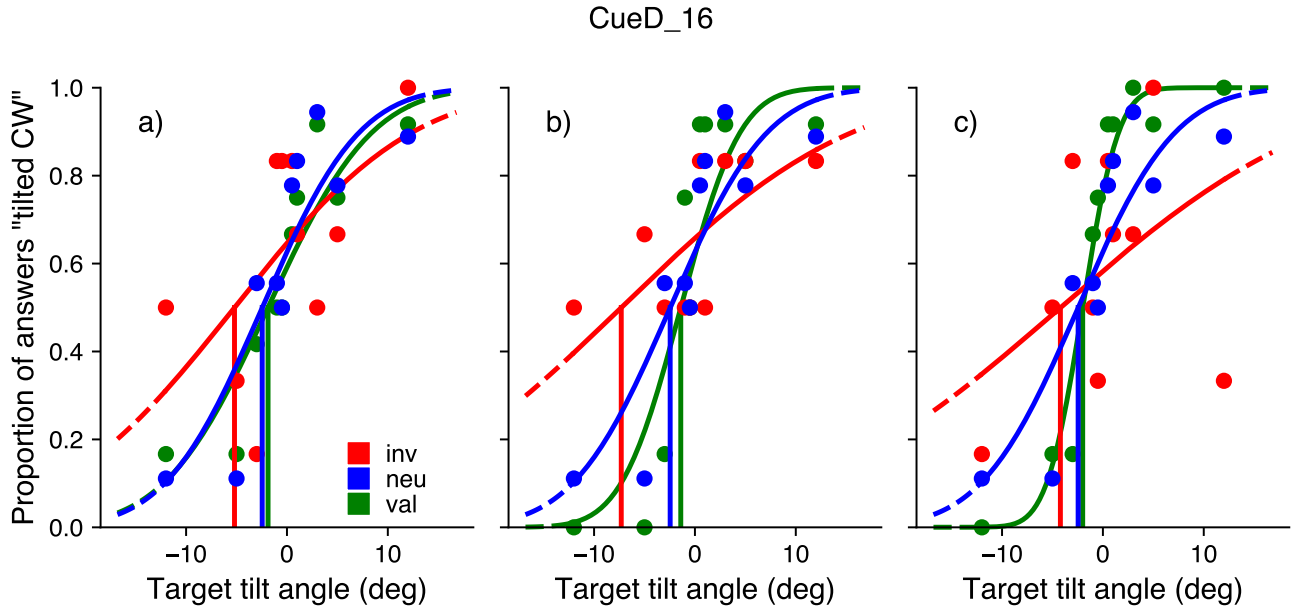 CueD_16
Proportion of answers "tilted CW"
1.0
0.8
0.6
0.4
0.2
0.0
a)
inv
neu
val
−10
0
10
Target tilt angle (deg)
b)
−10
0
10
Target tilt angle (deg)
c)
−10
0
10
Target tilt angle (deg)